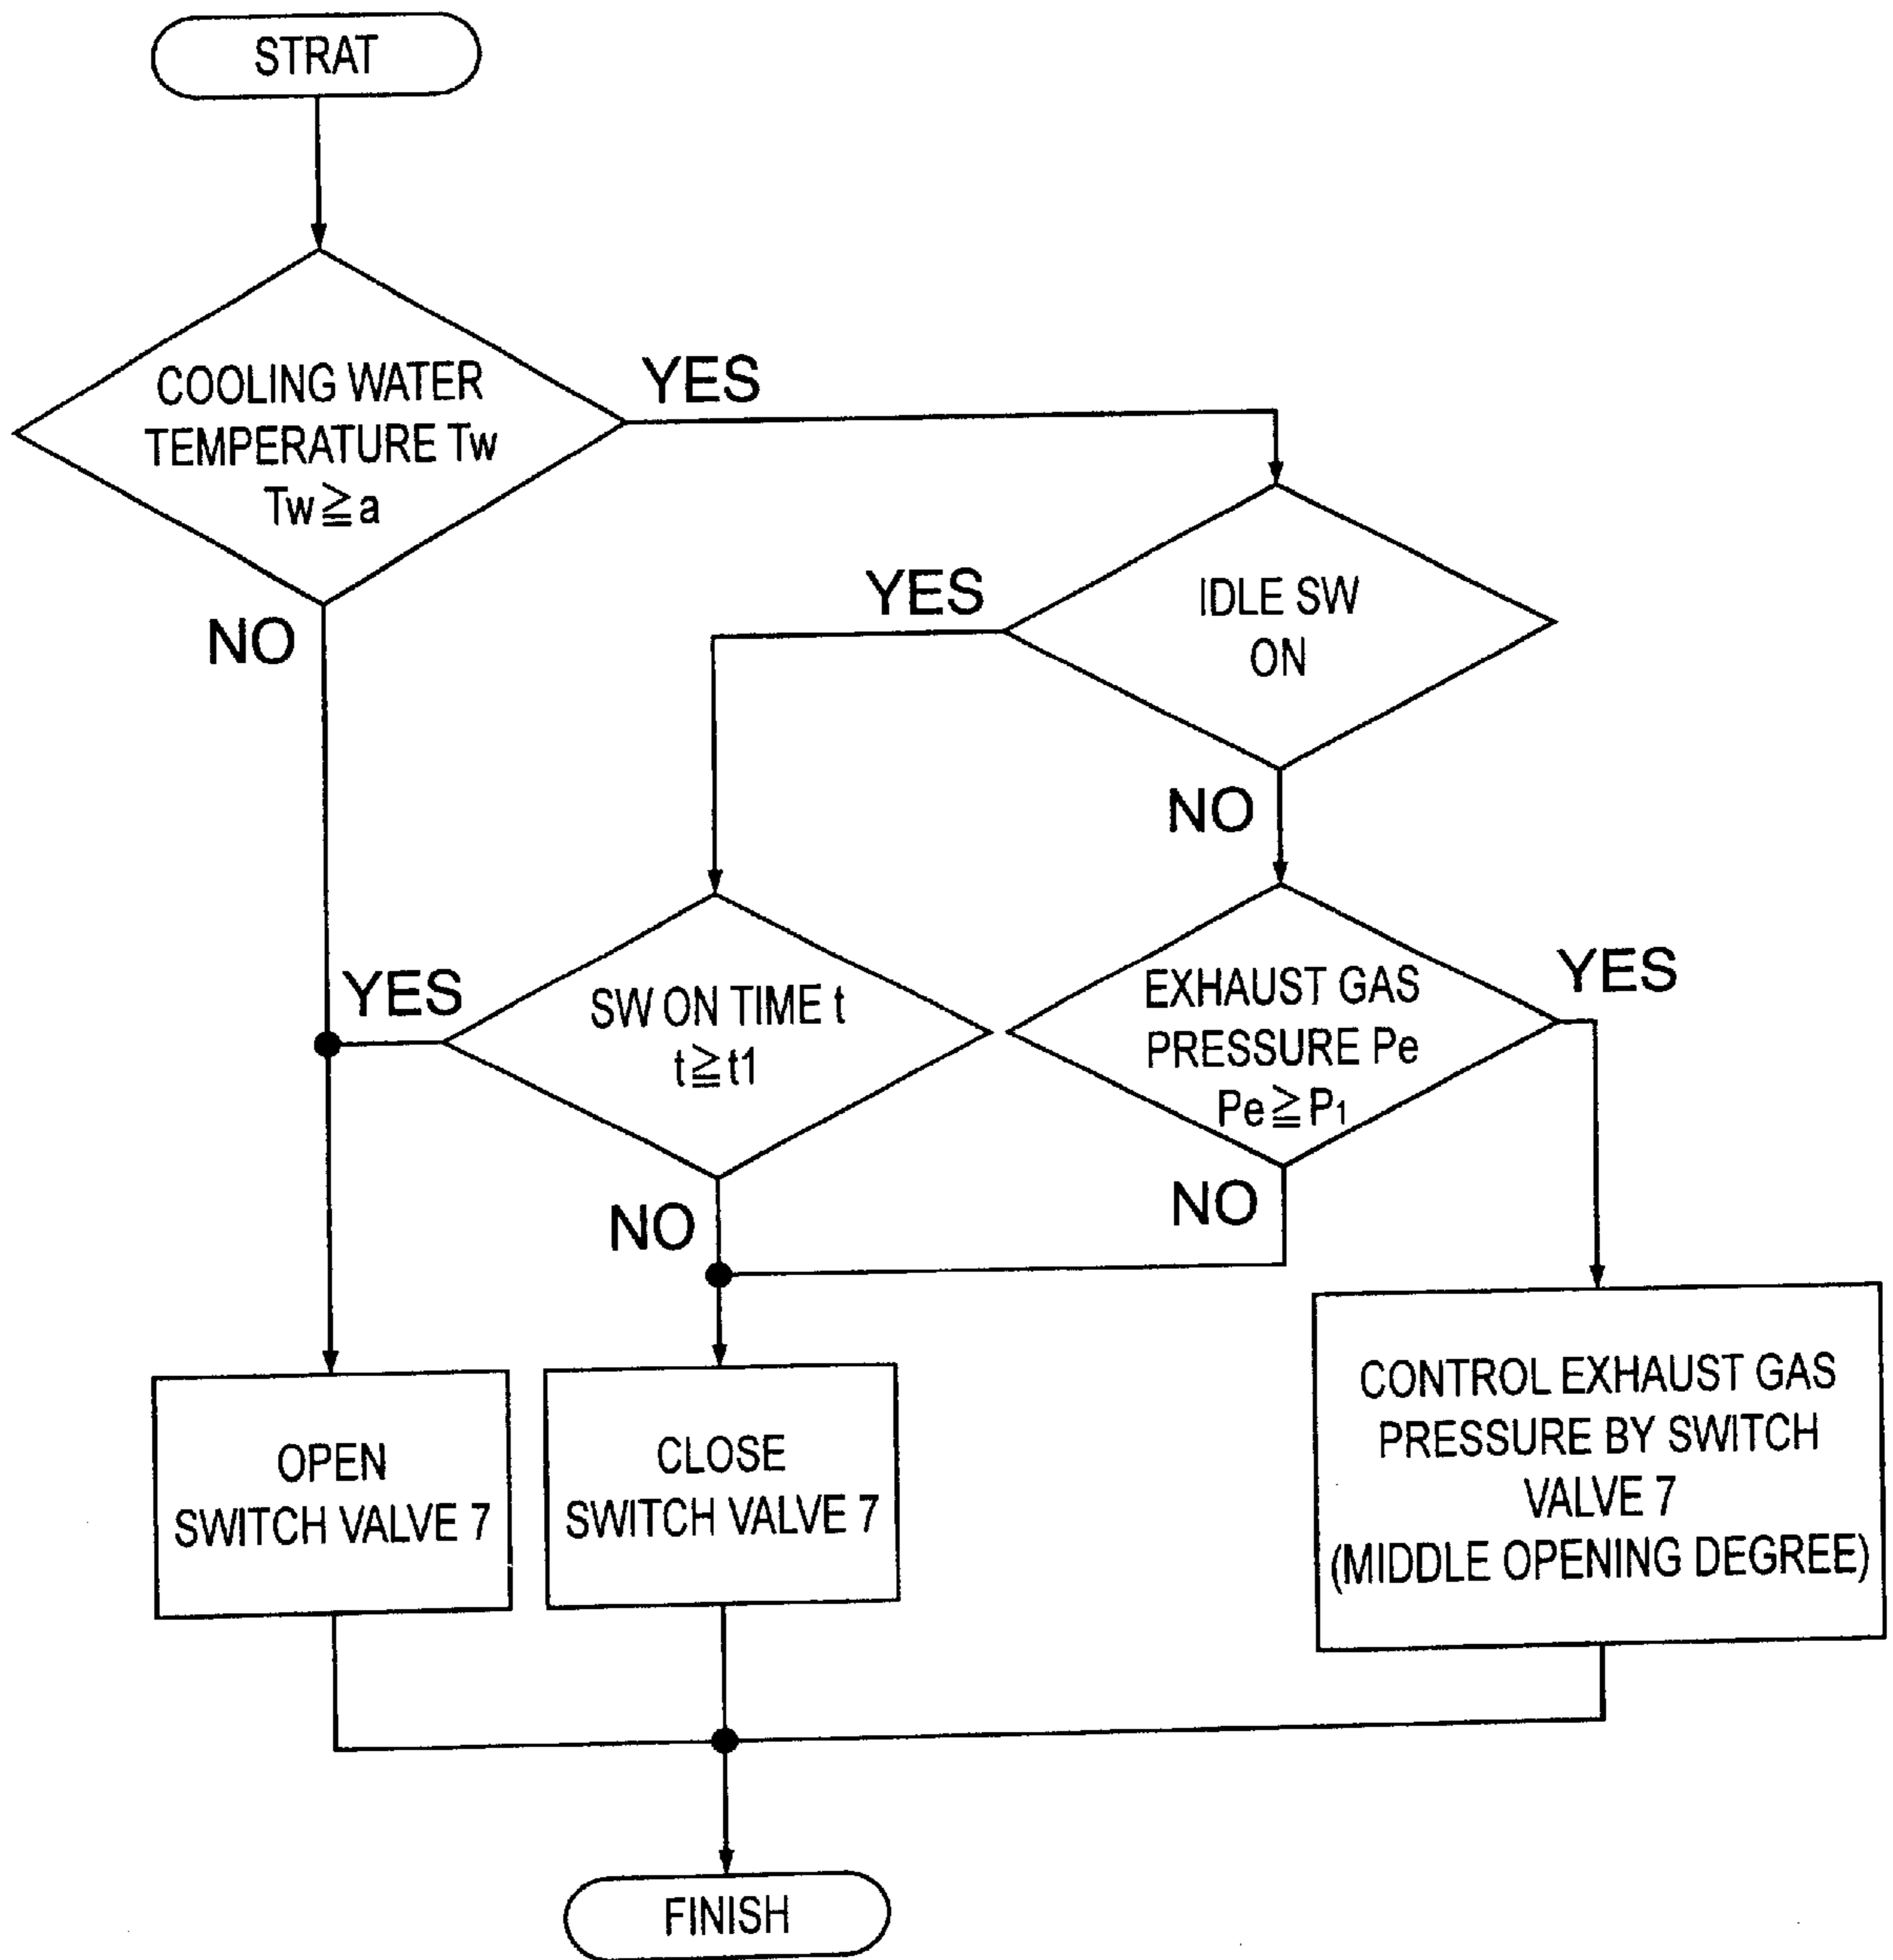 STRAT
COOLING WATER
TEMPERATURE Tw
Tw≧a
YES
NO
IDLE SW
ON
YES
NO
SW ON TIME t
t≧t1
YES
NO
EXHAUST GAS
PRESSURE Pe
Pe≧P1
YES
NO
OPEN
SWITCH VALVE 7
CLOSE
SWITCH VALVE 7
CONTROL EXHAUST GAS
PRESSURE BY SWITCH
VALVE 7
(MIDDLE OPENING DEGREE)
FINISH